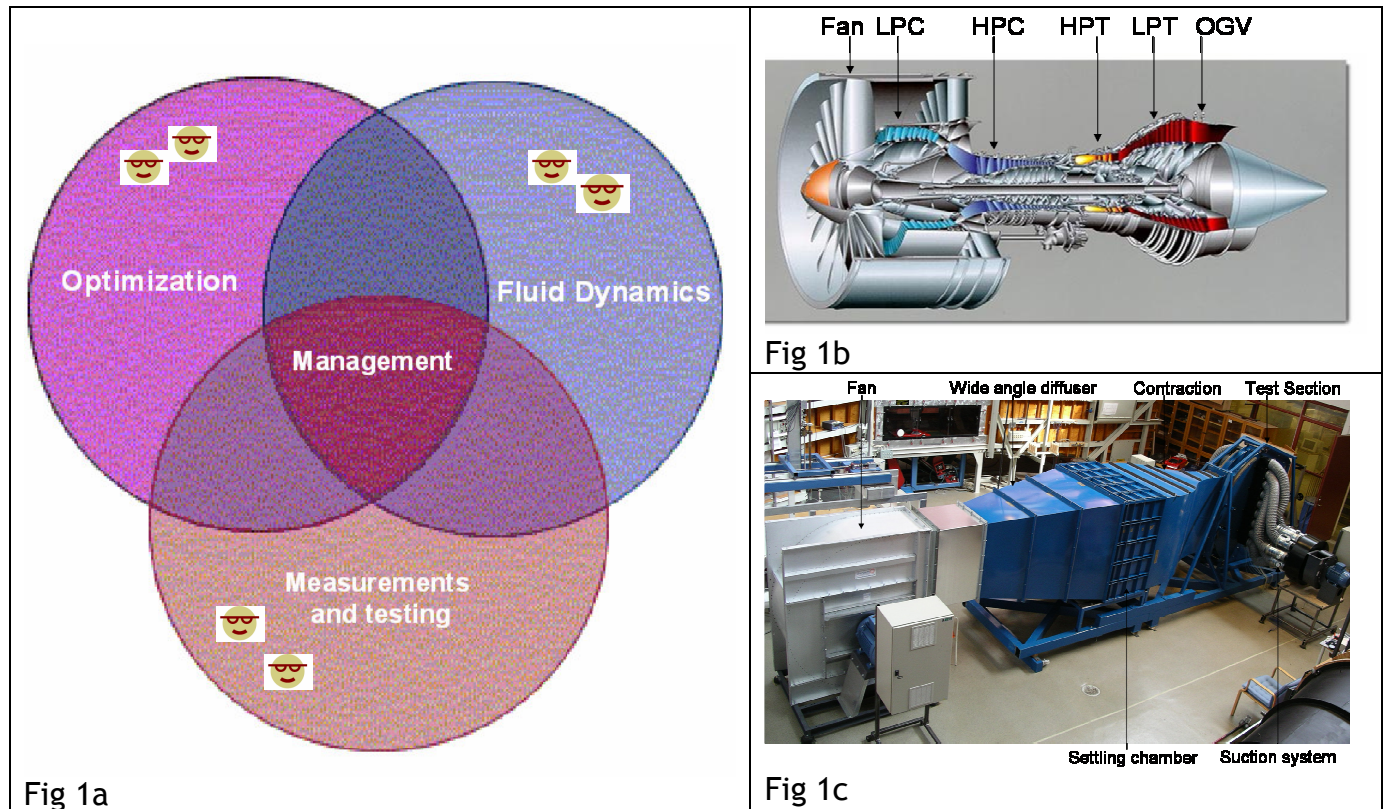 Optimization
Fluid Dynamics
Management
Measurements
and testing
Fig 1a
Fan LPC HPC HPT LPT OGV
Fig 1b
Fan Wide angle diffuser Contraction Test Section
Settling chamber Suction system
Fig 1c